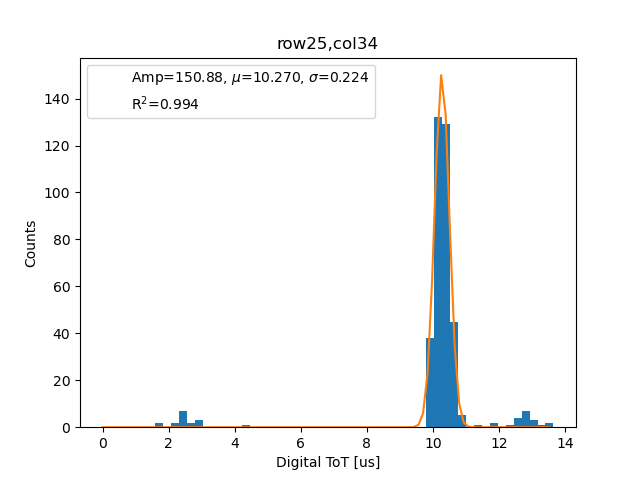 row25,col34
Amp=150.88, μ=10.270, σ=0.224
R²=0.994
140
120
100
80
60
40
20
0
Counts
0 2 4 6 8 10 12 14
Digital ToT [us]